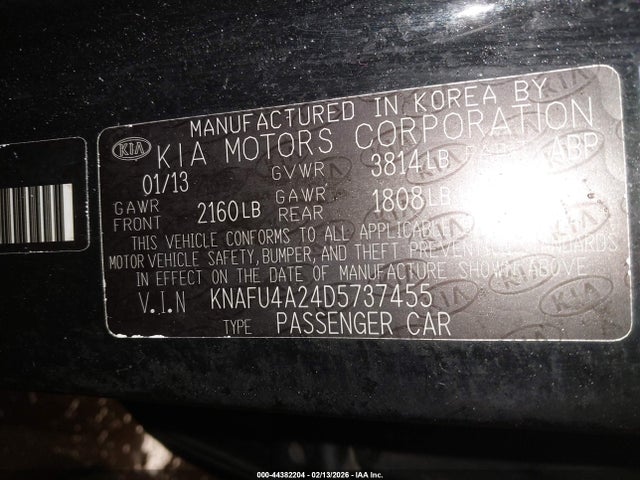 MANUFACTURED IN KOREA BY
KIA KIA MOTORS CORPORATION
01/13 GVWR 3814LB ABP
GAWR FRONT 2160LB GAWR REAR 1808LB
THIS VEHICLE CONFORMS TO ALL APPLICABLE
MOTOR VEHICLE SAFETY, BUMPER, AND THEFT PREVENTION STANDARDS
IN EFFECT ON THE DATE OF MANUFACTURE SHOWN ABOVE
V.I.N KNAFU4A24D5737455
TYPE PASSENGER CAR
000-44382204 - 02/13/2026 - IAA Inc.